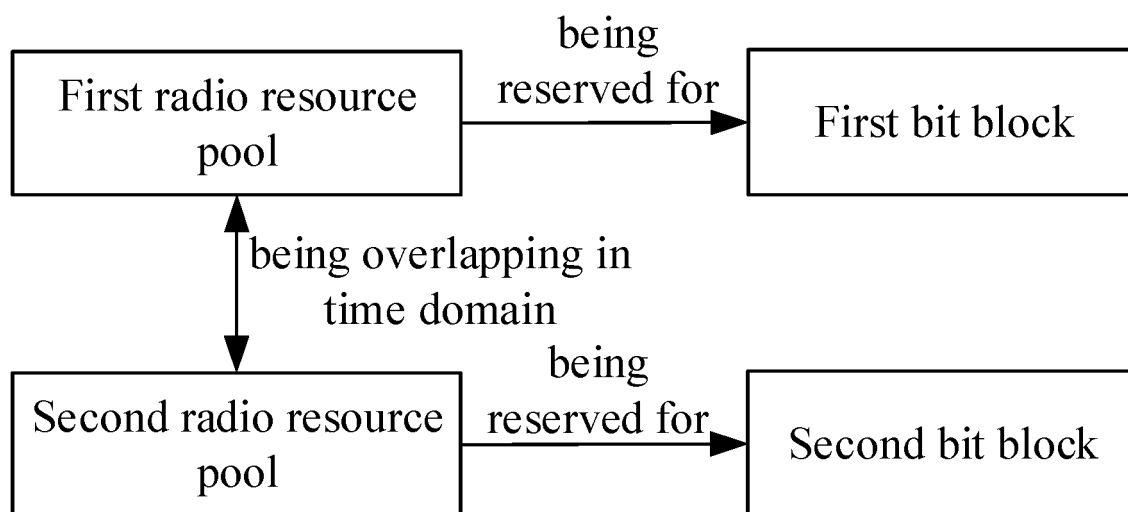 being
reserved for
First radio resource
pool
First bit block
being overlapping in
time domain
being
reserved for
Second radio resource
pool
Second bit block